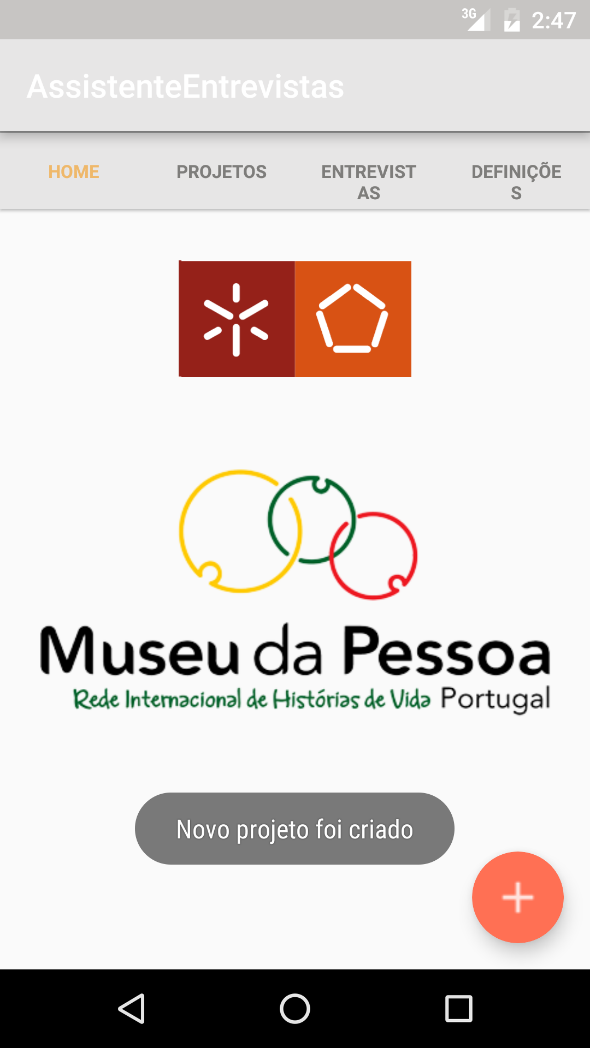 3G 2:47
AssistenteEntrevistas
HOME PROJETOS ENTREVIST
AS DEFINIÇÕE
S
Museu da Pessoa
Rede Internacional de Histórias de Vida Portugal
Novo projeto foi criado